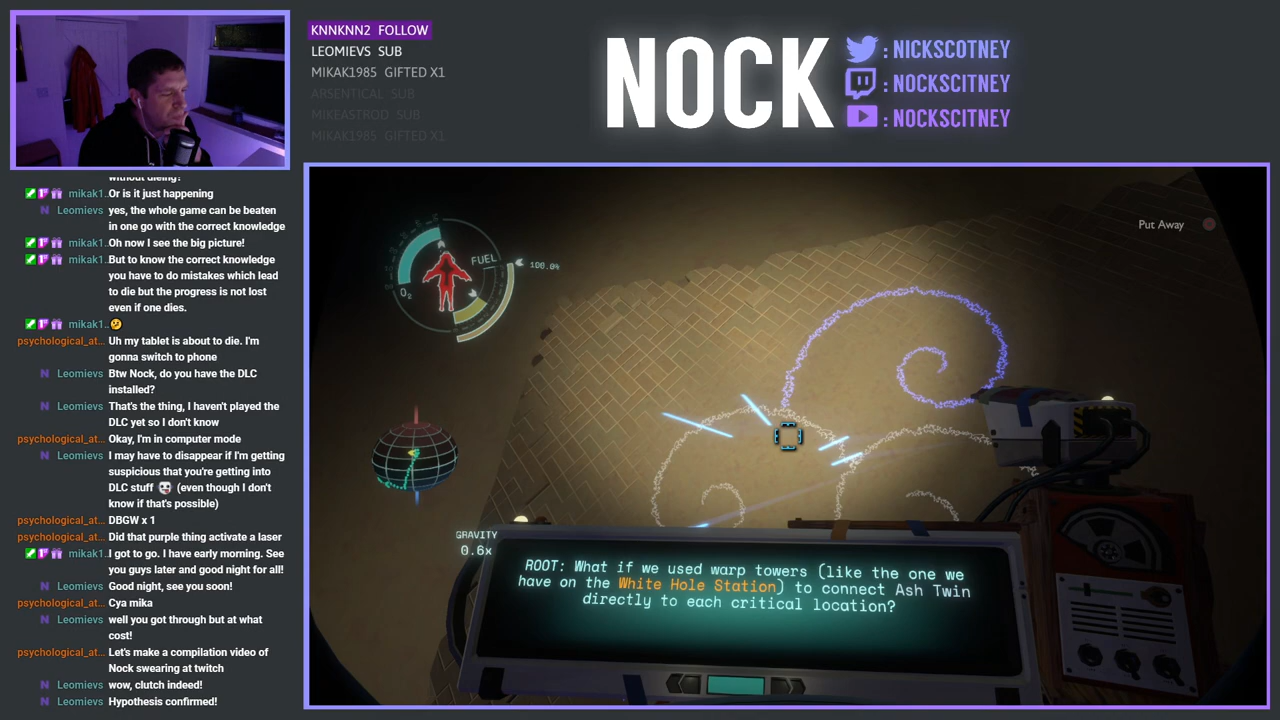 KNNKNN2 FOLLOW
LEOMIEVS SUB
MIKAK1985 GIFTED X1
ARSENTICAL SUB
MIKEASTROO SUB
MIKAK1985 GIFTED X1
NOCK
: NICKSCOTNEY
: NOCKSCITNEY
: NOCKSCITNEY
without dieing?
mikak1.. Or is it just happening
Leomievs yes, the whole game can be beaten
in one go with the correct knowledge
mikak1.. Oh now I see the big picture!
mikak1.. But to know the correct knowledge
you have to do mistakes which lead
to die but the progress is not lost
even if one dies.
mikak1.. 🤔
psychological_at... Uh my tablet is about to die. I'm
gonna switch to phone
Leomievs Btw Nock, do you have the DLC
installed?
Leomievs That's the thing, I haven't played the
DLC yet so I don't know
psychological_at... Okay, I'm in computer mode
Leomievs I may have to disappear if I'm getting
suspicious that you're getting into
DLC stuff 🤡 (even though I don't
know if that's possible)
psychological_at... DBGW x 1
psychological_at... Did that purple thing activate a laser
mikak1.. I got to go. I have early morning. See
you guys later and good night for all!
Leomievs Good night, see you soon!
psychological_at... Cya mika
Leomievs well you got through but at what
cost!
psychological_at... Let's make a compilation video of
Nock swearing at twitch
Leomievs wow, clutch indeed!
Leomievs Hypothesis confirmed!
Put Away
FUEL
100.0%
O2
GRAVITY
0.6x
ROOT: What if we used warp towers (like the one we
have on the White Hole Station) to connect Ash Twin
directly to each critical location?